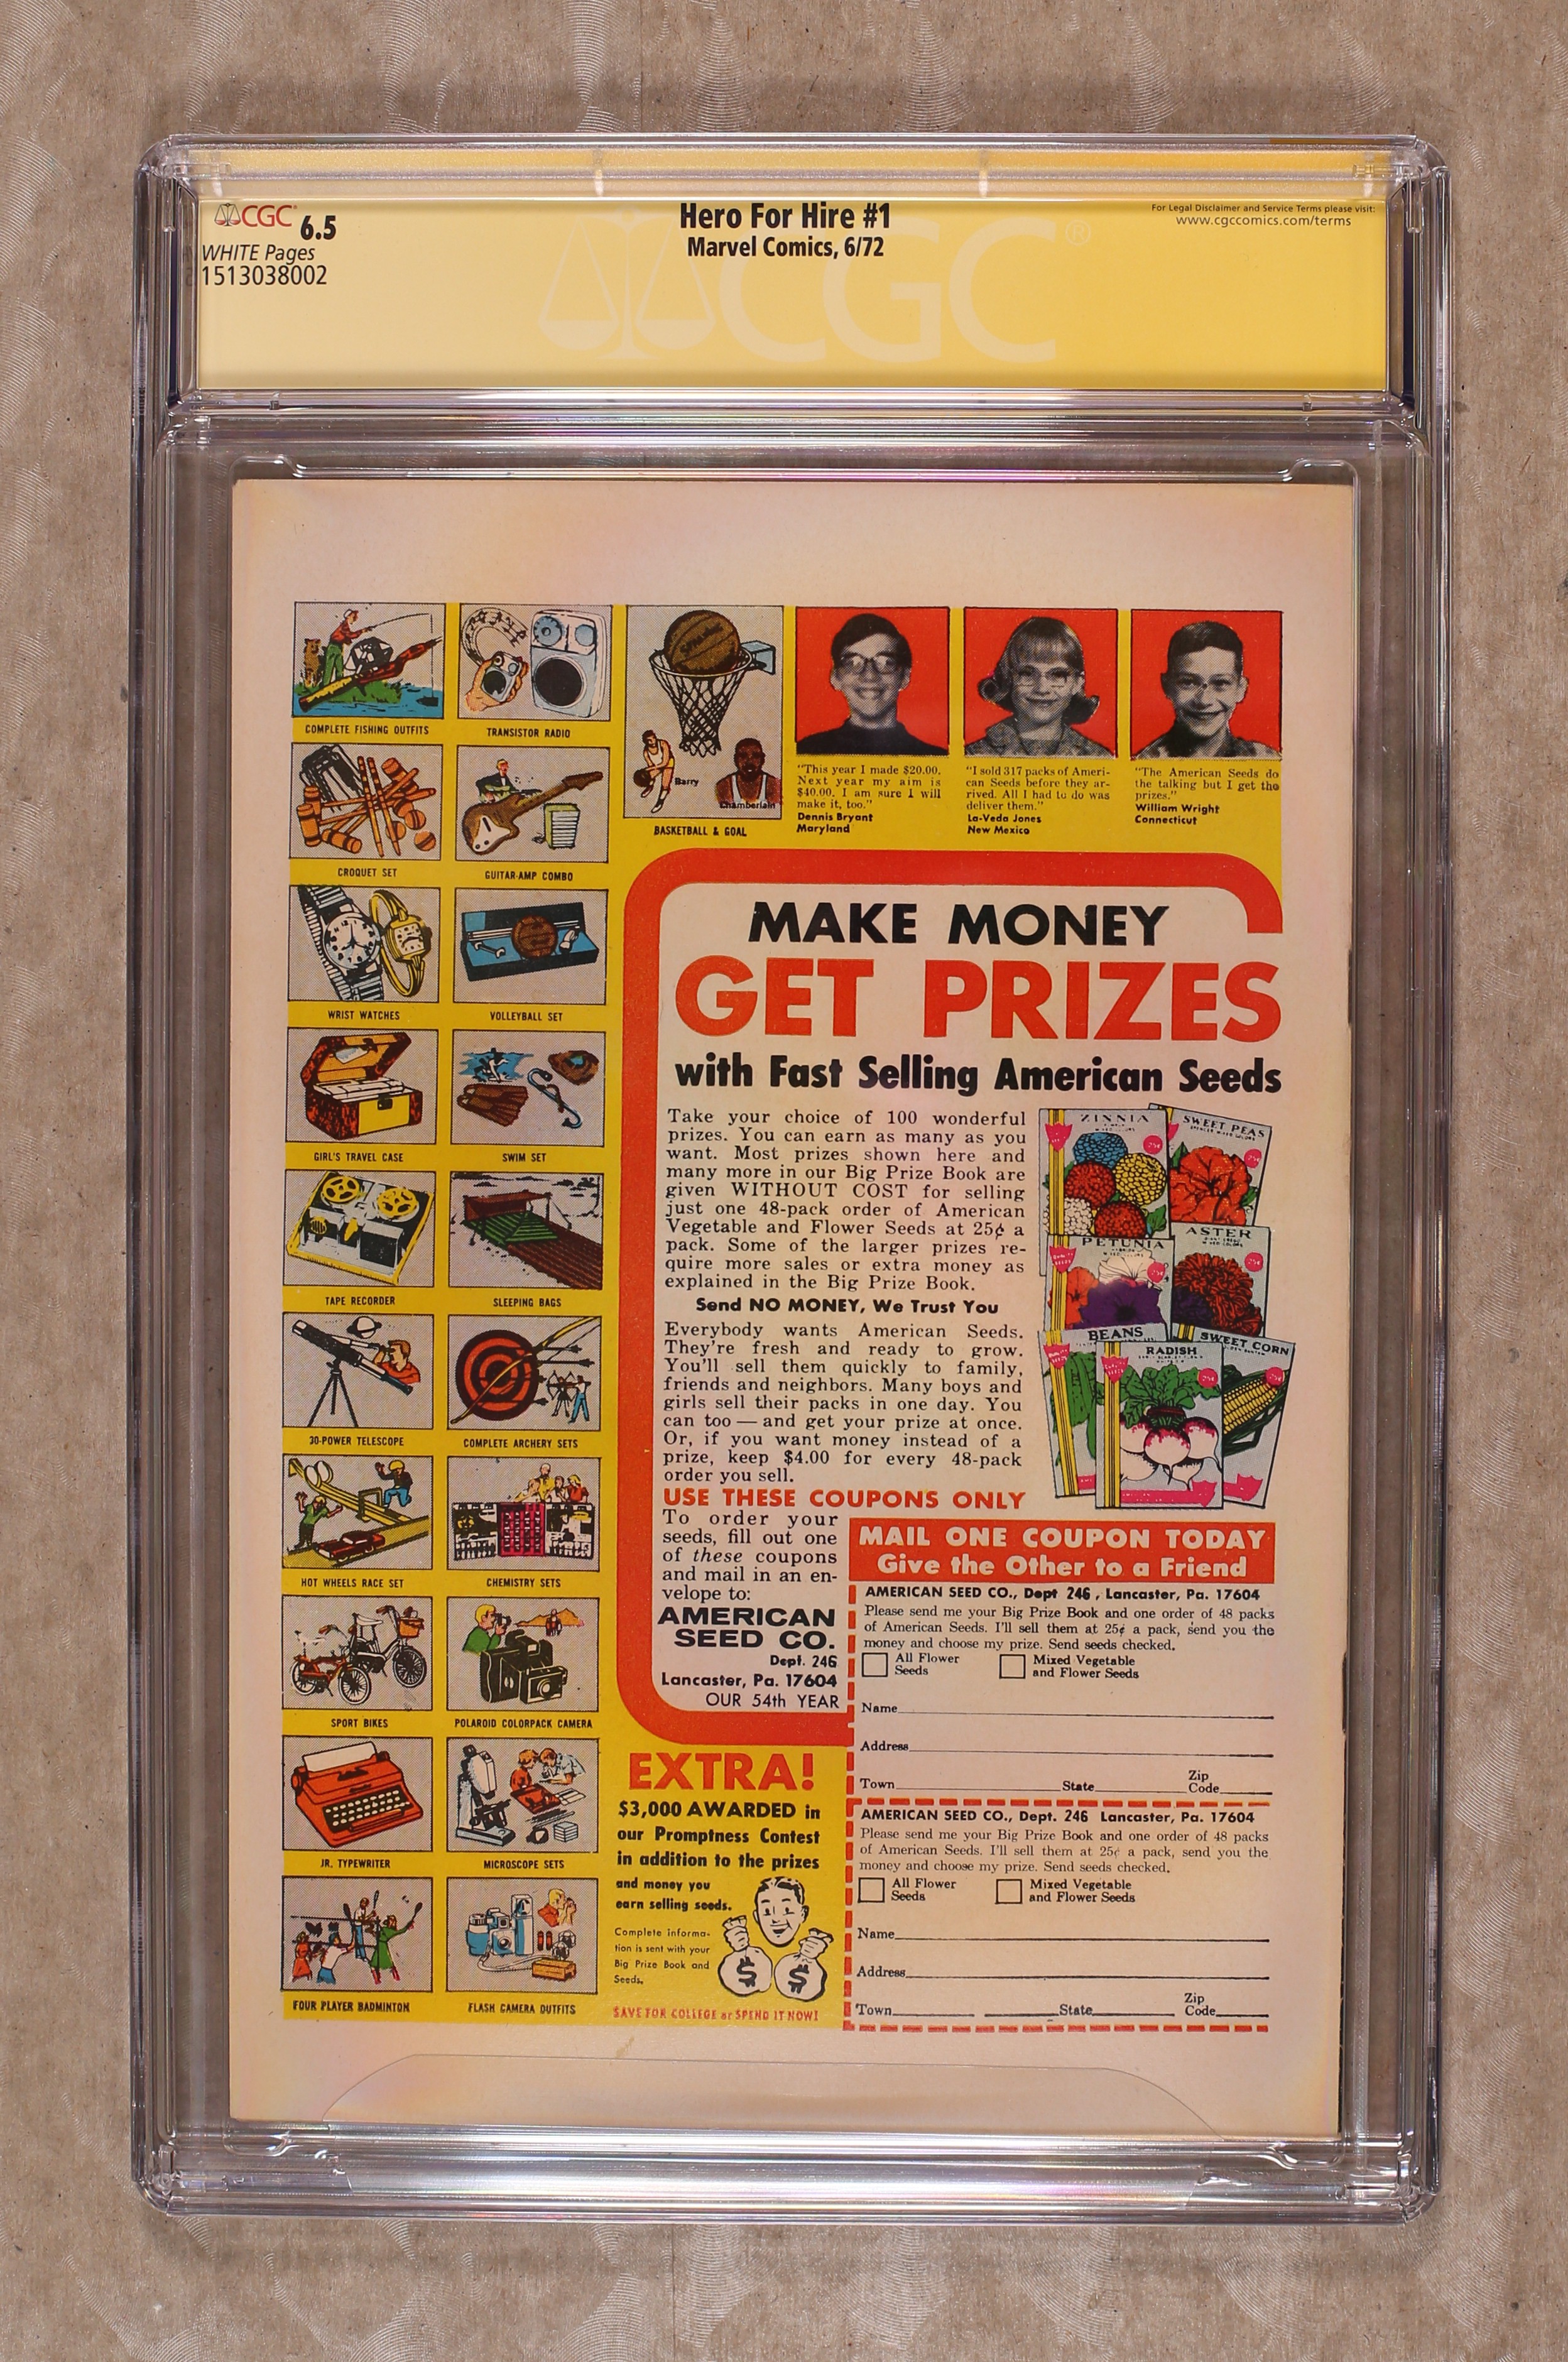 CGC 6.5
WHITE Pages
1513038002
Hero For Hire #1
Marvel Comics, 6/72
For Legal Disclaimer and Service Terms please visit:
www.cgccomics.com/terms
CGC
COMPLETE FISHING OUTFITS
TRANSISTOR RADIO
Barry
Chamberlain
BASKETBALL & GOAL
"This year I made $20.00.
Next year my aim is
$40.00. I am sure I will
make it, too."
Dennis Bryant
Maryland
"I sold 317 packs of Ameri-
can Seeds before they ar-
rived. All I had to do was
deliver them."
La-Veda Jones
New Mexico
"The American Seeds do
the talking but I get the
prizes."
William Wright
Connecticut
CROQUET SET
GUITAR-AMP COMBO
WRIST WATCHES
VOLLEYBALL SET
GIRL'S TRAVEL CASE
SWIM SET
TAPE RECORDER
SLEEPING BAGS
30-POWER TELESCOPE
COMPLETE ARCHERY SETS
HOT WHEELS RACE SET
CHEMISTRY SETS
SPORT BIKES
POLAROID COLORPACK CAMERA
JR. TYPEWRITER
MICROSCOPE SETS
FOUR PLAYER BADMINTON
FLASH CAMERA OUTFITS
MAKE MONEY
GET PRIZES
with Fast Selling American Seeds
Take your choice of 100 wonderful
prizes. You can earn as many as you
want. Most prizes shown here and
many more in our Big Prize Book are
given WITHOUT COST for selling
just one 48-pack order of American
Vegetable and Flower Seeds at 25¢ a
pack. Some of the larger prizes re-
quire more sales or extra money as
explained in the Big Prize Book.
Send NO MONEY, We Trust You
Everybody wants American Seeds.
They're fresh and ready to grow.
You'll sell them quickly to family,
friends and neighbors. Many boys and
girls sell their packs in one day. You
can too — and get your prize at once.
Or, if you want money instead of a
prize, keep $4.00 for every 48-pack
order you sell.
USE THESE COUPONS ONLY
To order your
seeds, fill out one
of these coupons
and mail in an en-
velope to:
AMERICAN
SEED CO.
Dept. 246
Lancaster, Pa. 17604
OUR 54th YEAR
ZINNIA
SWEET PEAS
PETUNIA
ASTER
BEANS
RADISH
SWEET CORN
MAIL ONE COUPON TODAY
Give the Other to a Friend
AMERICAN SEED CO., Dept 246, Lancaster, Pa. 17604
Please send me your Big Prize Book and one order of 48 packs
of American Seeds. I'll sell them at 25¢ a pack, send you the
money and choose my prize. Send seeds checked.
All Flower
Seeds
Mixed Vegetable
and Flower Seeds
Name
Address
Town State Zip
Code
AMERICAN SEED CO., Dept. 246 Lancaster, Pa. 17604
Please send me your Big Prize Book and one order of 48 packs
of American Seeds. I'll sell them at 25¢ a pack, send you the
money and choose my prize. Send seeds checked.
All Flower
Seeds
Mixed Vegetable
and Flower Seeds
Name
Address
Town State Zip
Code
EXTRA!
$3,000 AWARDED in
our Promptness Contest
in addition to the prizes
and money you
earn selling seeds.
Complete informa-
tion is sent with your
Big Prize Book and
Seeds.
$ $
SAVE FOR COLLEGE or SPEND IT NOW!